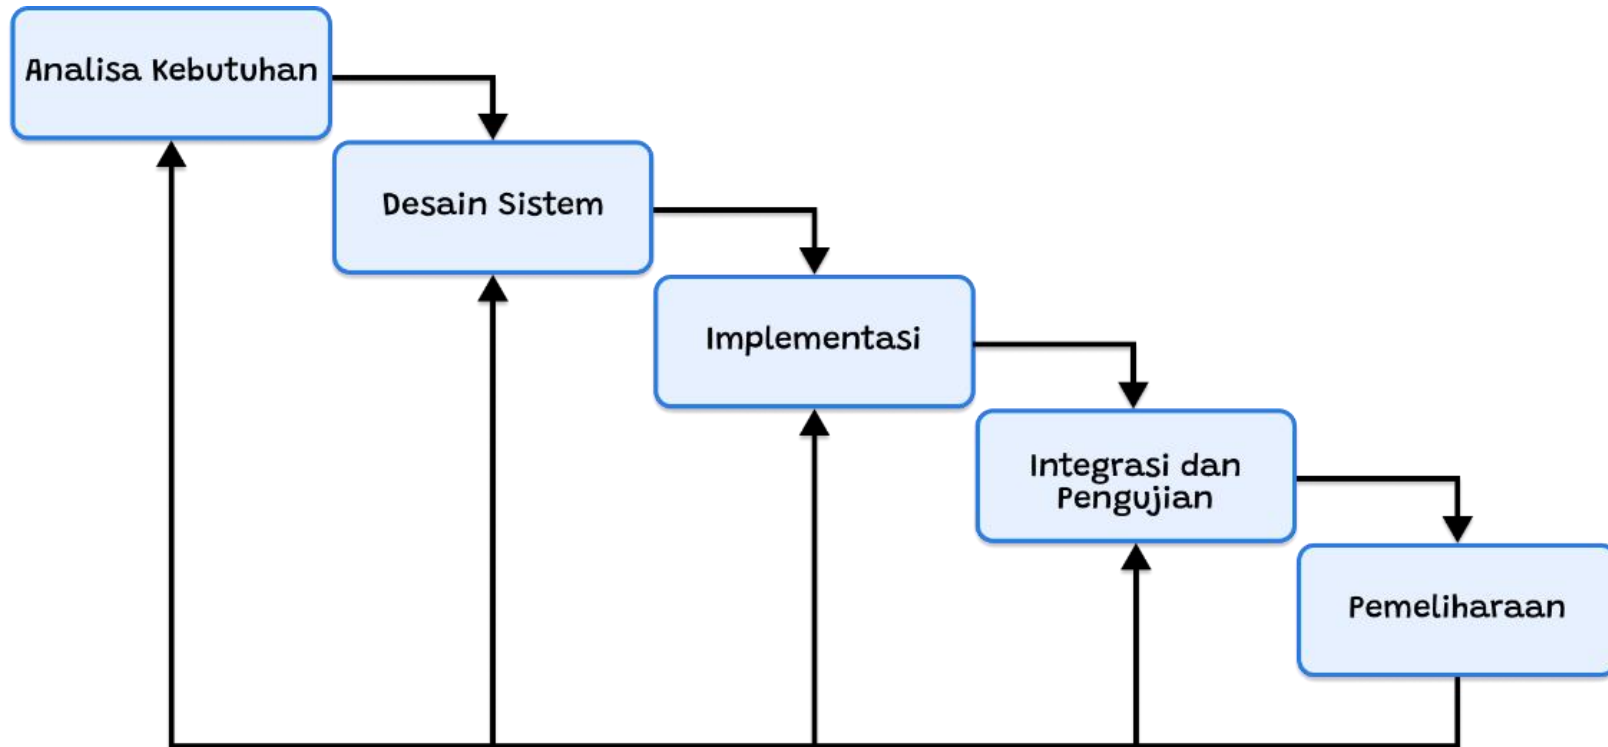 Analisa Kebutuhan
Desain Sistem
Implementasi
Integrasi dan
Pengujian
Pemeliharaan